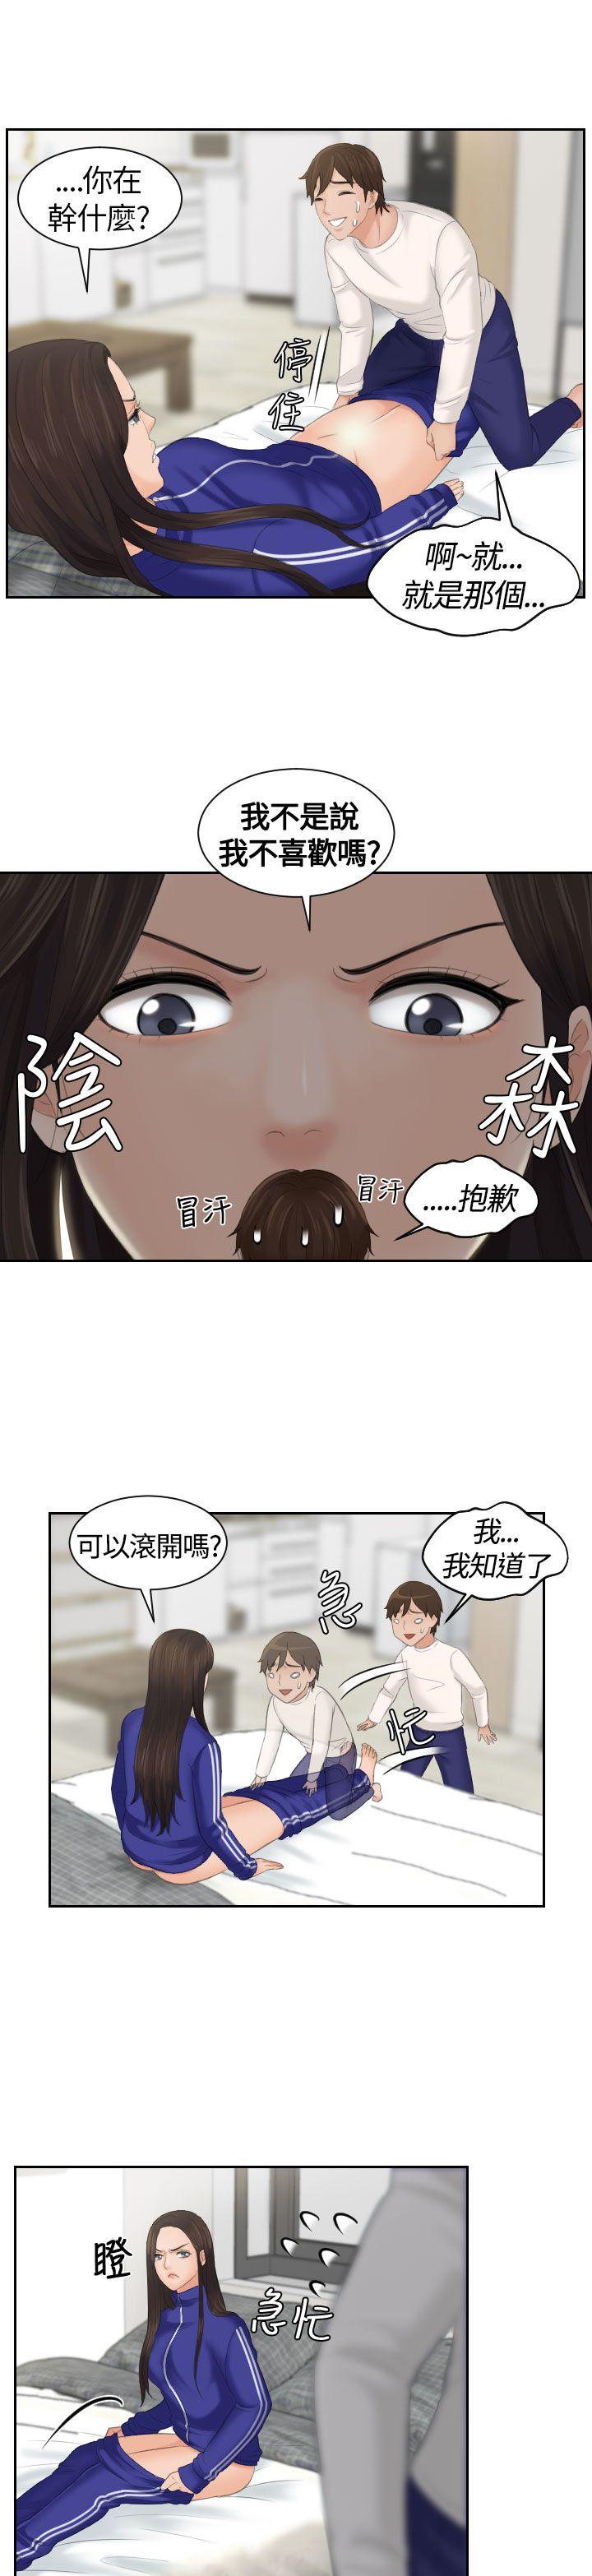 ....你在
幹什麼?
停
住
啊~就...
就是那個...
我不是說
我不喜歡嗎?
陰
森
冒汗
冒汗
.....抱歉
可以滾開嗎?
我...
我知道了
急
忙
瞪
急忙